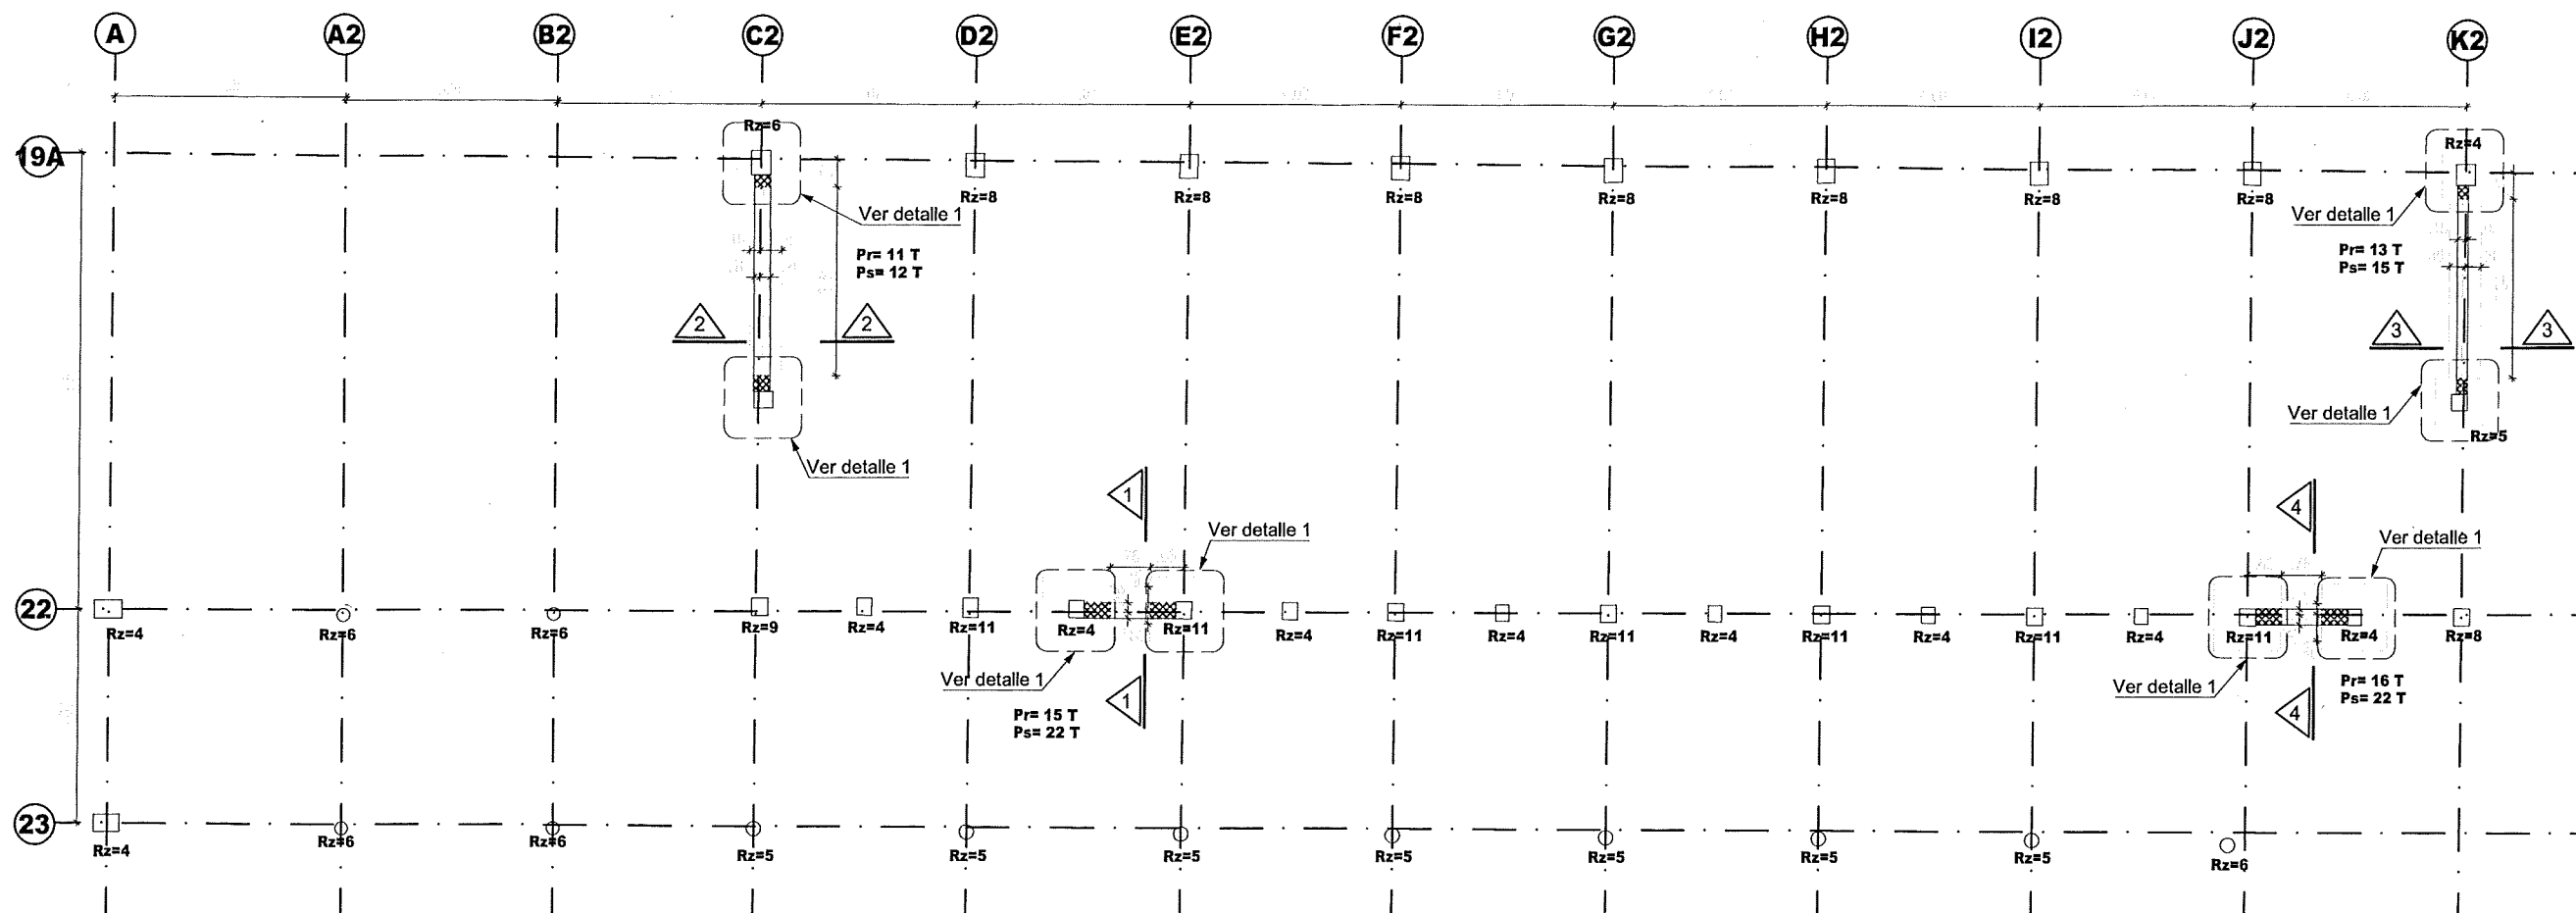 A A2 B2 C2 D2 E2 F2 G2 H2 I2 J2 K2
19A
Rz=6
Rz=4
Rz=8 Rz=8 Rz=8 Rz=8 Rz=8 Rz=8 Rz=8
Ver detalle 1
Ver detalle 1
Pr= 11 T
Ps= 12 T
Pr= 13 T
Ps= 15 T
2 2
3 3
Ver detalle 1
Ver detalle 1
Rz=5
1
4
Ver detalle 1
Ver detalle 1
22
Rz=4 Rz=6 Rz=6 Rz=9 Rz=4 Rz=11 Rz=4 Rz=11 Rz=4 Rz=11 Rz=4 Rz=11 Rz=4 Rz=11 Rz=4 Rz=11 Rz=4 Rz=11 Rz=4 Rz=8
Ver detalle 1
Ver detalle 1
1
4
Pr= 15 T
Ps= 22 T
Pr= 16 T
Ps= 22 T
23
Rz=4 Rz=6 Rz=6 Rz=5 Rz=5 Rz=5 Rz=5 Rz=5 Rz=5 Rz=5 Rz=6